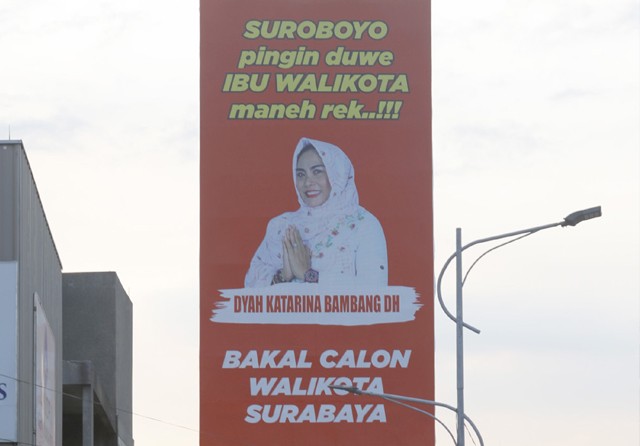 SUROBOYO
pingin duwe
IBU WALIKOTA
maneh rek..!!!
DYAH KATARINA BAMBANG DH
BAKAL CALON
WALIKOTA
SURABAYA